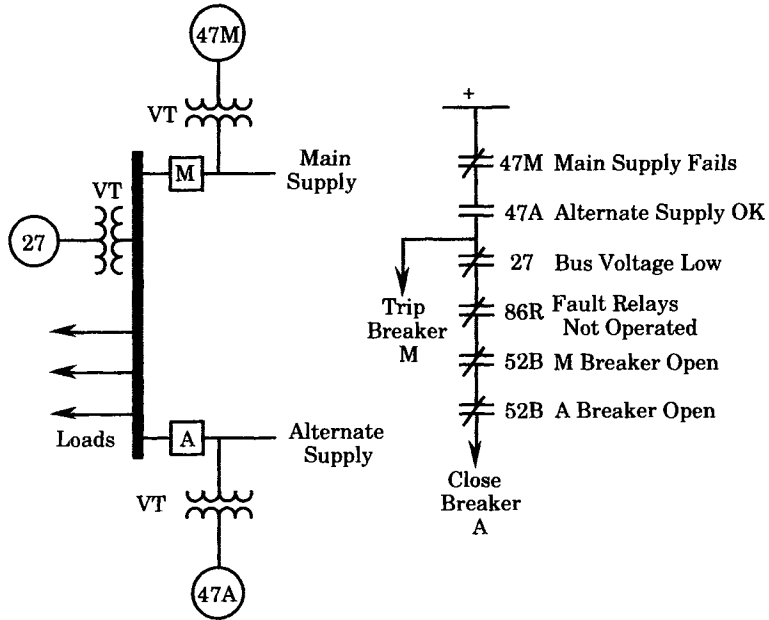 47M
VT
M
Main
Supply
VT
27
Loads
A
Alternate
Supply
VT
47A
+
47M Main Supply Fails
47A Alternate Supply OK
27 Bus Voltage Low
Trip
Breaker
M
86R Fault Relays
Not Operated
52B M Breaker Open
52B A Breaker Open
Close
Breaker
A